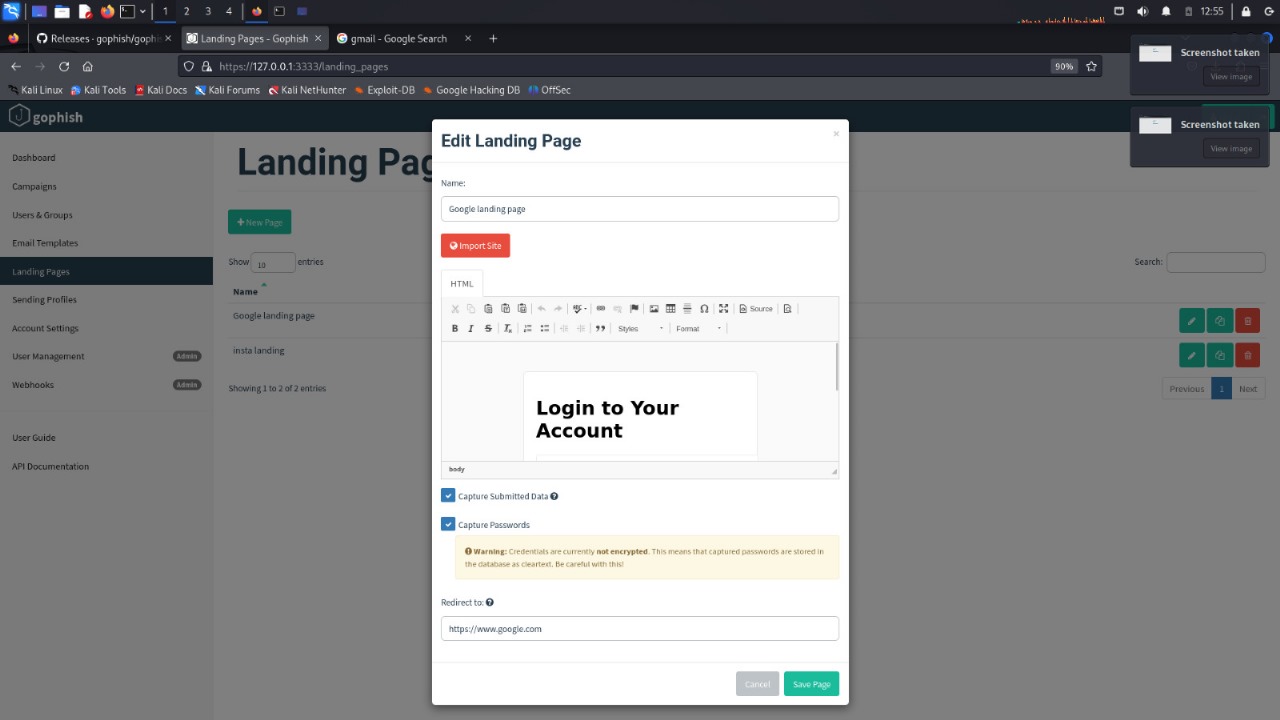 1 2 3 4 12:55
Releases · gophish/goph × Landing Pages - Gophish × gmail - Google Search × +
https://127.0.0.1:3333/landing_pages 90%
Kali Linux Kali Tools Kali Docs Kali Forums Kali NetHunter Exploit-DB Google Hacking DB OffSec
Screenshot taken
View image
Screenshot taken
View image
gophish
Dashboard
Campaigns
Users & Groups
Email Templates
Landing Pages
Sending Profiles
Account Settings
User Management Admin
Webhooks Admin
User Guide
API Documentation
Landing Pag
+ New Page
Show 10 entries
Search:
Name
Google landing page
insta landing
Showing 1 to 2 of 2 entries
Previous 1 Next
Edit Landing Page ×
Name:
Google landing page
Import Site
HTML
ABC Ω Source
B I S Tx Styles Format
Login to Your
Account
body
Capture Submitted Data
Capture Passwords
Warning: Credentials are currently not encrypted. This means that captured passwords are stored in
the database as cleartext. Be careful with this!
Redirect to:
https://www.google.com
Cancel Save Page